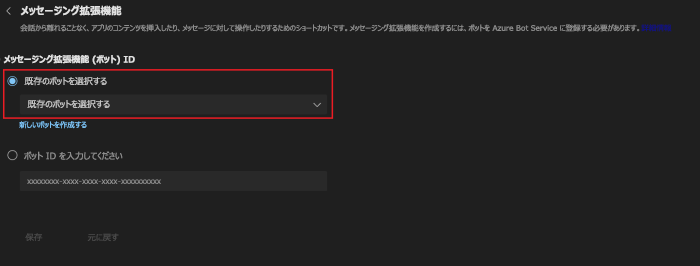 メッセージング拡張機能
会話から離れることなく、アプリのコンテンツを挿入したり、メッセージに対して操作したりするためのショートカットです。メッセージング拡張機能を作成するには、ボットを Azure Bot Service に登録する必要があります。
メッセージング拡張機能 (ボット) ID
既存のボットを選択する
既存のボットを選択する
新しいボットを作成する
ボット ID を入力してください
xxxxxxxx-xxxx-xxxx-xxxx-xxxxxxxxxx
保存 元に戻す